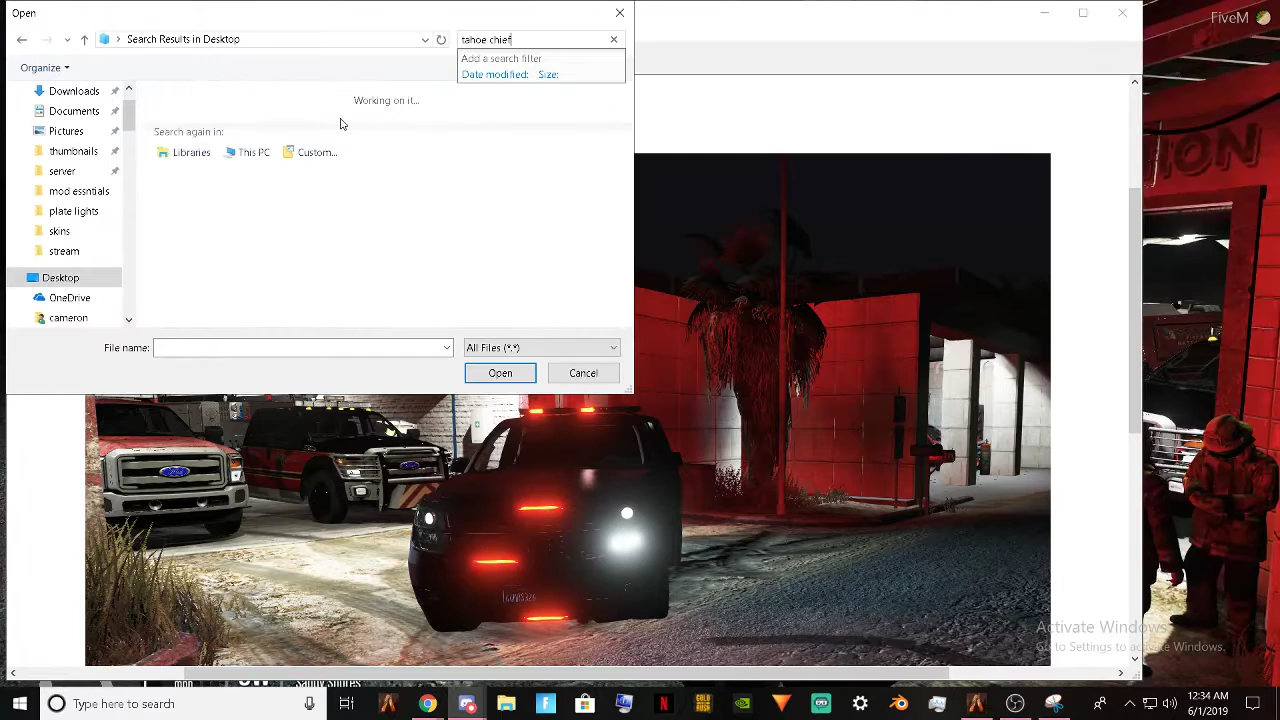 Open
FiveM
Search Results in Desktop
tahoe chief
Add a search filter
Date modified: Size:
Organize
Downloads
Documents
Pictures
thumbnails
server
mod essntials
plate lights
skins
stream
Desktop
OneDrive
cameron
Working on it...
Search again in:
Libraries This PC Custom...
File name:
All Files (*.*)
Open Cancel
Activate Windows
Go to Settings to activate Windows.
Sandy Shores
Type here to search
12:34 AM
6/1/2019